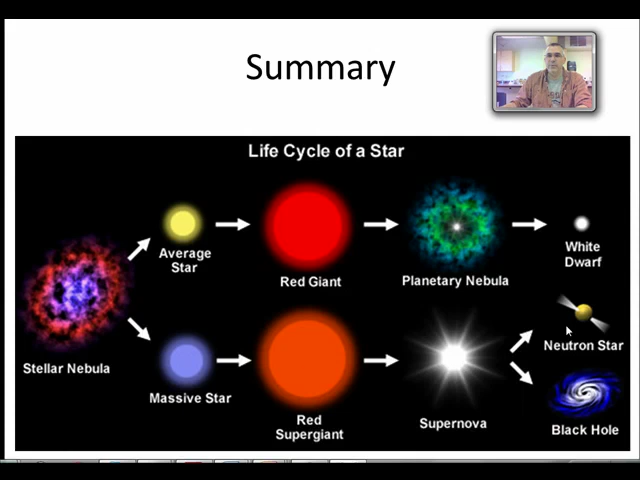 Summary
Life Cycle of a Star
Average
Star
Red Giant
Planetary Nebula
White
Dwarf
Stellar Nebula
Massive Star
Red
Supergiant
Supernova
Neutron Star
Black Hole